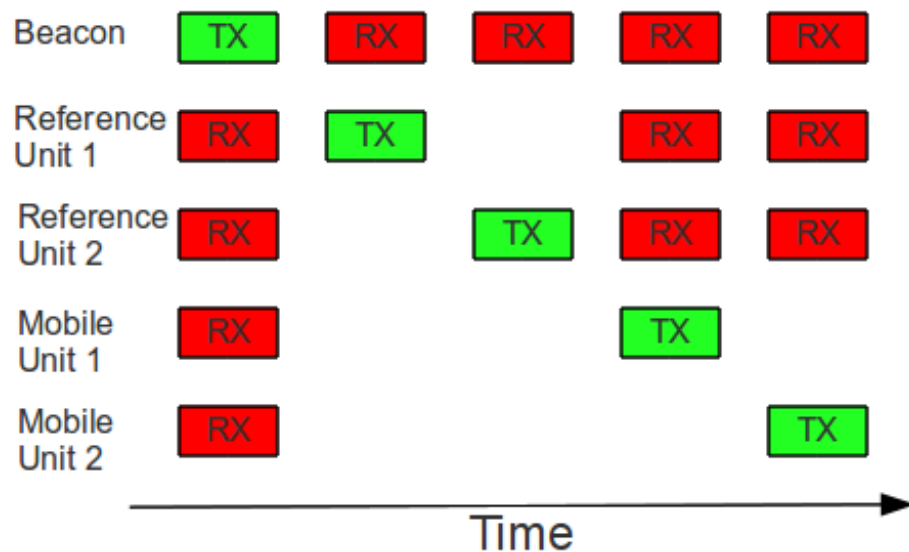 Beacon TX RX RX RX RX
Reference
Unit 1 RX TX RX RX
Reference
Unit 2 RX TX RX RX
Mobile
Unit 1 RX TX
Mobile
Unit 2 RX TX
Time